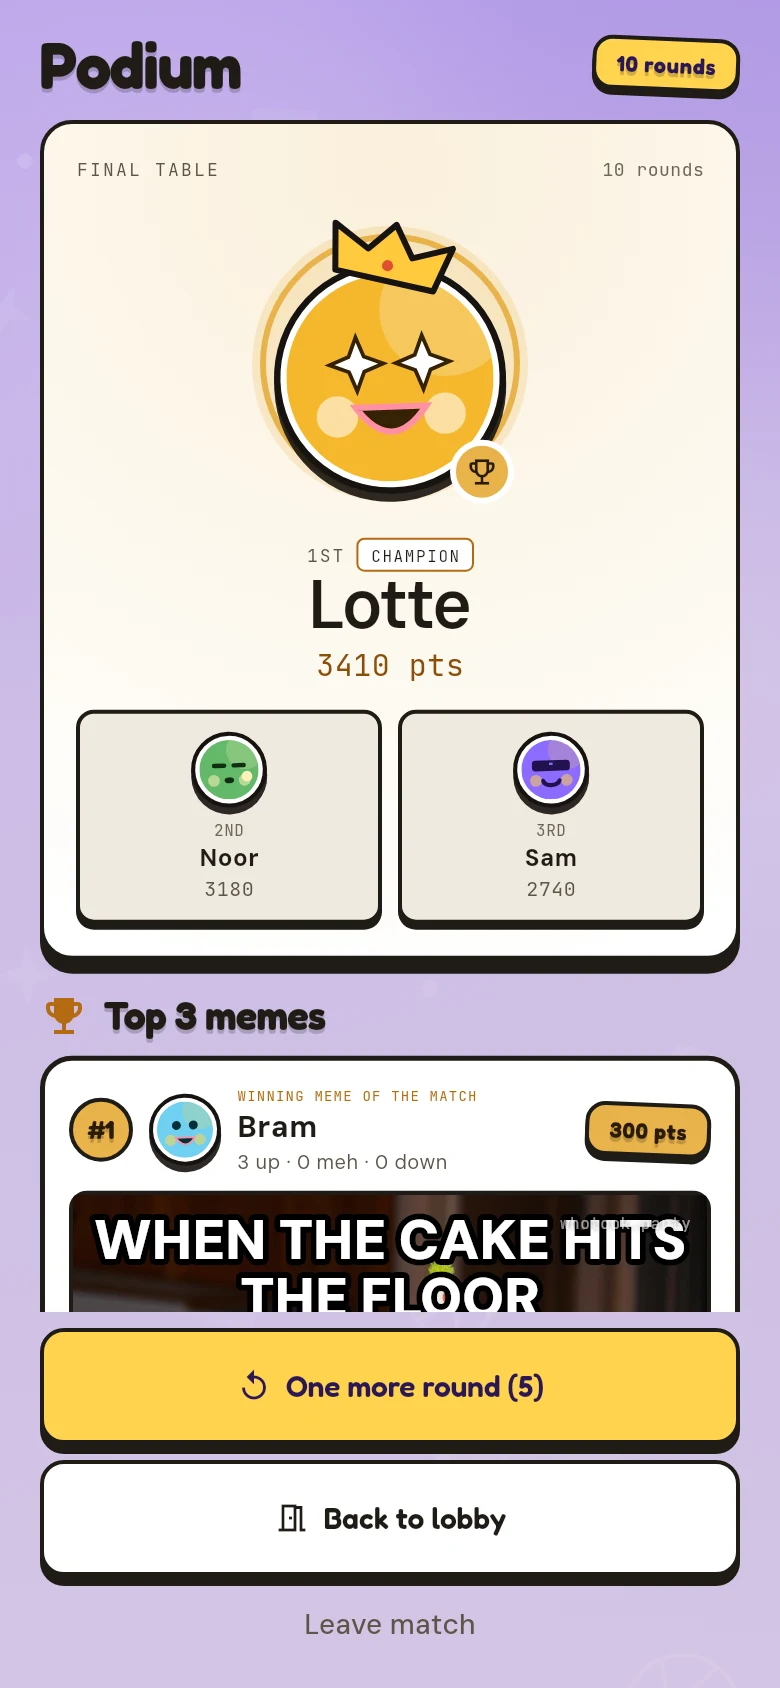 Podium
10 rounds
FINAL TABLE
10 rounds
1ST
CHAMPION
Lotte
3410 pts
2ND
Noor
3180
3RD
Sam
2740
Top 3 memes
#1
WINNING MEME OF THE MATCH
Bram
3 up · 0 meh · 0 down
300 pts
WHEN THE CAKE HITS
THE FLOOR
One more round (5)
Back to lobby
Leave match